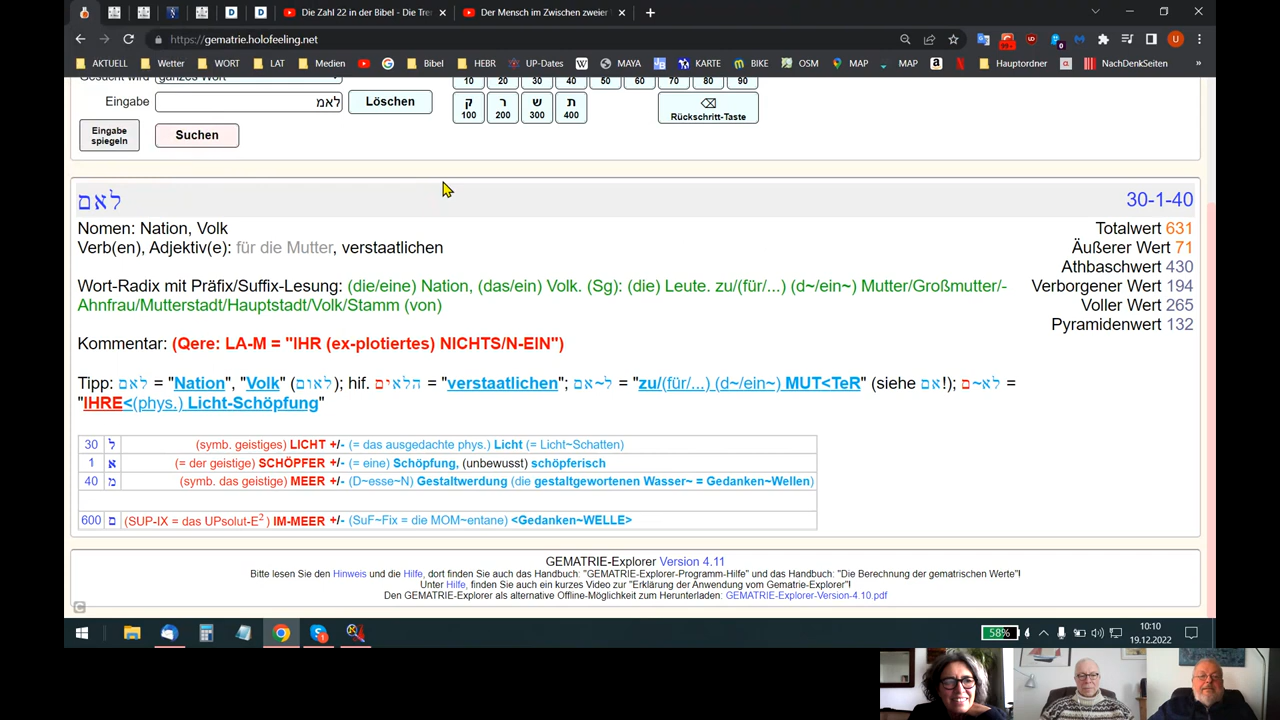 Die Zahl 22 in der Bibel - Die Tre
Der Mensch im Zwischen zweier
https://gematrie.holofeeling.net
AKTUELL Wetter WORT LAT Medien Bibel HEBR UP-Dates MAYA KARTE BIKE OSM MAP MAP Hauptordner NachDenkSeiten »
10 20 30 40 50 60 70 80 90
Eingabe לאמ Löschen
ק ר ש ת
100 200 300 400
Rückschritt-Taste
Eingabe spiegeln
Suchen
לאם 30-1-40
Nomen: Nation, Volk
Totalwert 631
Verb(en), Adjektiv(e): für die Mutter, verstaatlichen
Äußerer Wert 71
Athbaschwert 430
Wort-Radix mit Präfix/Suffix-Lesung: (die/eine) Nation, (das/ein) Volk. (Sg): (die) Leute. zu/(für/...) (d~/ein~) Mutter/Großmutter/-
Verborgener Wert 194
Ahnfrau/Mutterstadt/Hauptstadt/Volk/Stamm (von)
Voller Wert 265
Pyramidenwert 132
Kommentar: (Qere: LA-M = "IHR (ex-plotiertes) NICHTS/N-EIN")
Tipp: לאם = "Nation", "Volk" (לאום); hif. הלאים = "verstaatlichen"; ל~אם = "zu/(für/...) (d~/ein~) MUT<TeR" (siehe אם!); לא~ם =
"IHRE<(phys.) Licht-Schöpfung"
30 ל (symb. geistiges) LICHT +/- (= das ausgedachte phys.) Licht (= Licht~Schatten)
1 א (= der geistige) SCHÖPFER +/- (= eine) Schöpfung, (unbewusst) schöpferisch
40 מ (symb. das geistige) MEER +/- (D~esse~N) Gestaltwerdung (die gestaltgewortenen Wasser~ = Gedanken~Wellen)
600 ם (SUP-IX = das UPsolut-E² ) IM-MEER +/- (SuF~Fix = die MOM~entane) <Gedanken~WELLE>
GEMATRIE-Explorer Version 4.11
Bitte lesen Sie den Hinweis und die Hilfe, dort finden Sie auch das Handbuch: "GEMATRIE-Explorer-Programm-Hilfe" und das Handbuch: "Die Berechnung der gematrischen Werte"!
Unter Hilfe, finden Sie auch ein kurzes Video zur "Erklärung der Anwendung vom Gematrie-Explorer"!
Den GEMATRIE-Explorer als alternative Offline-Möglichkeit zum Herunterladen: GEMATRIE-Explorer-Version-4.10.pdf
58% 10:10
19.12.2022